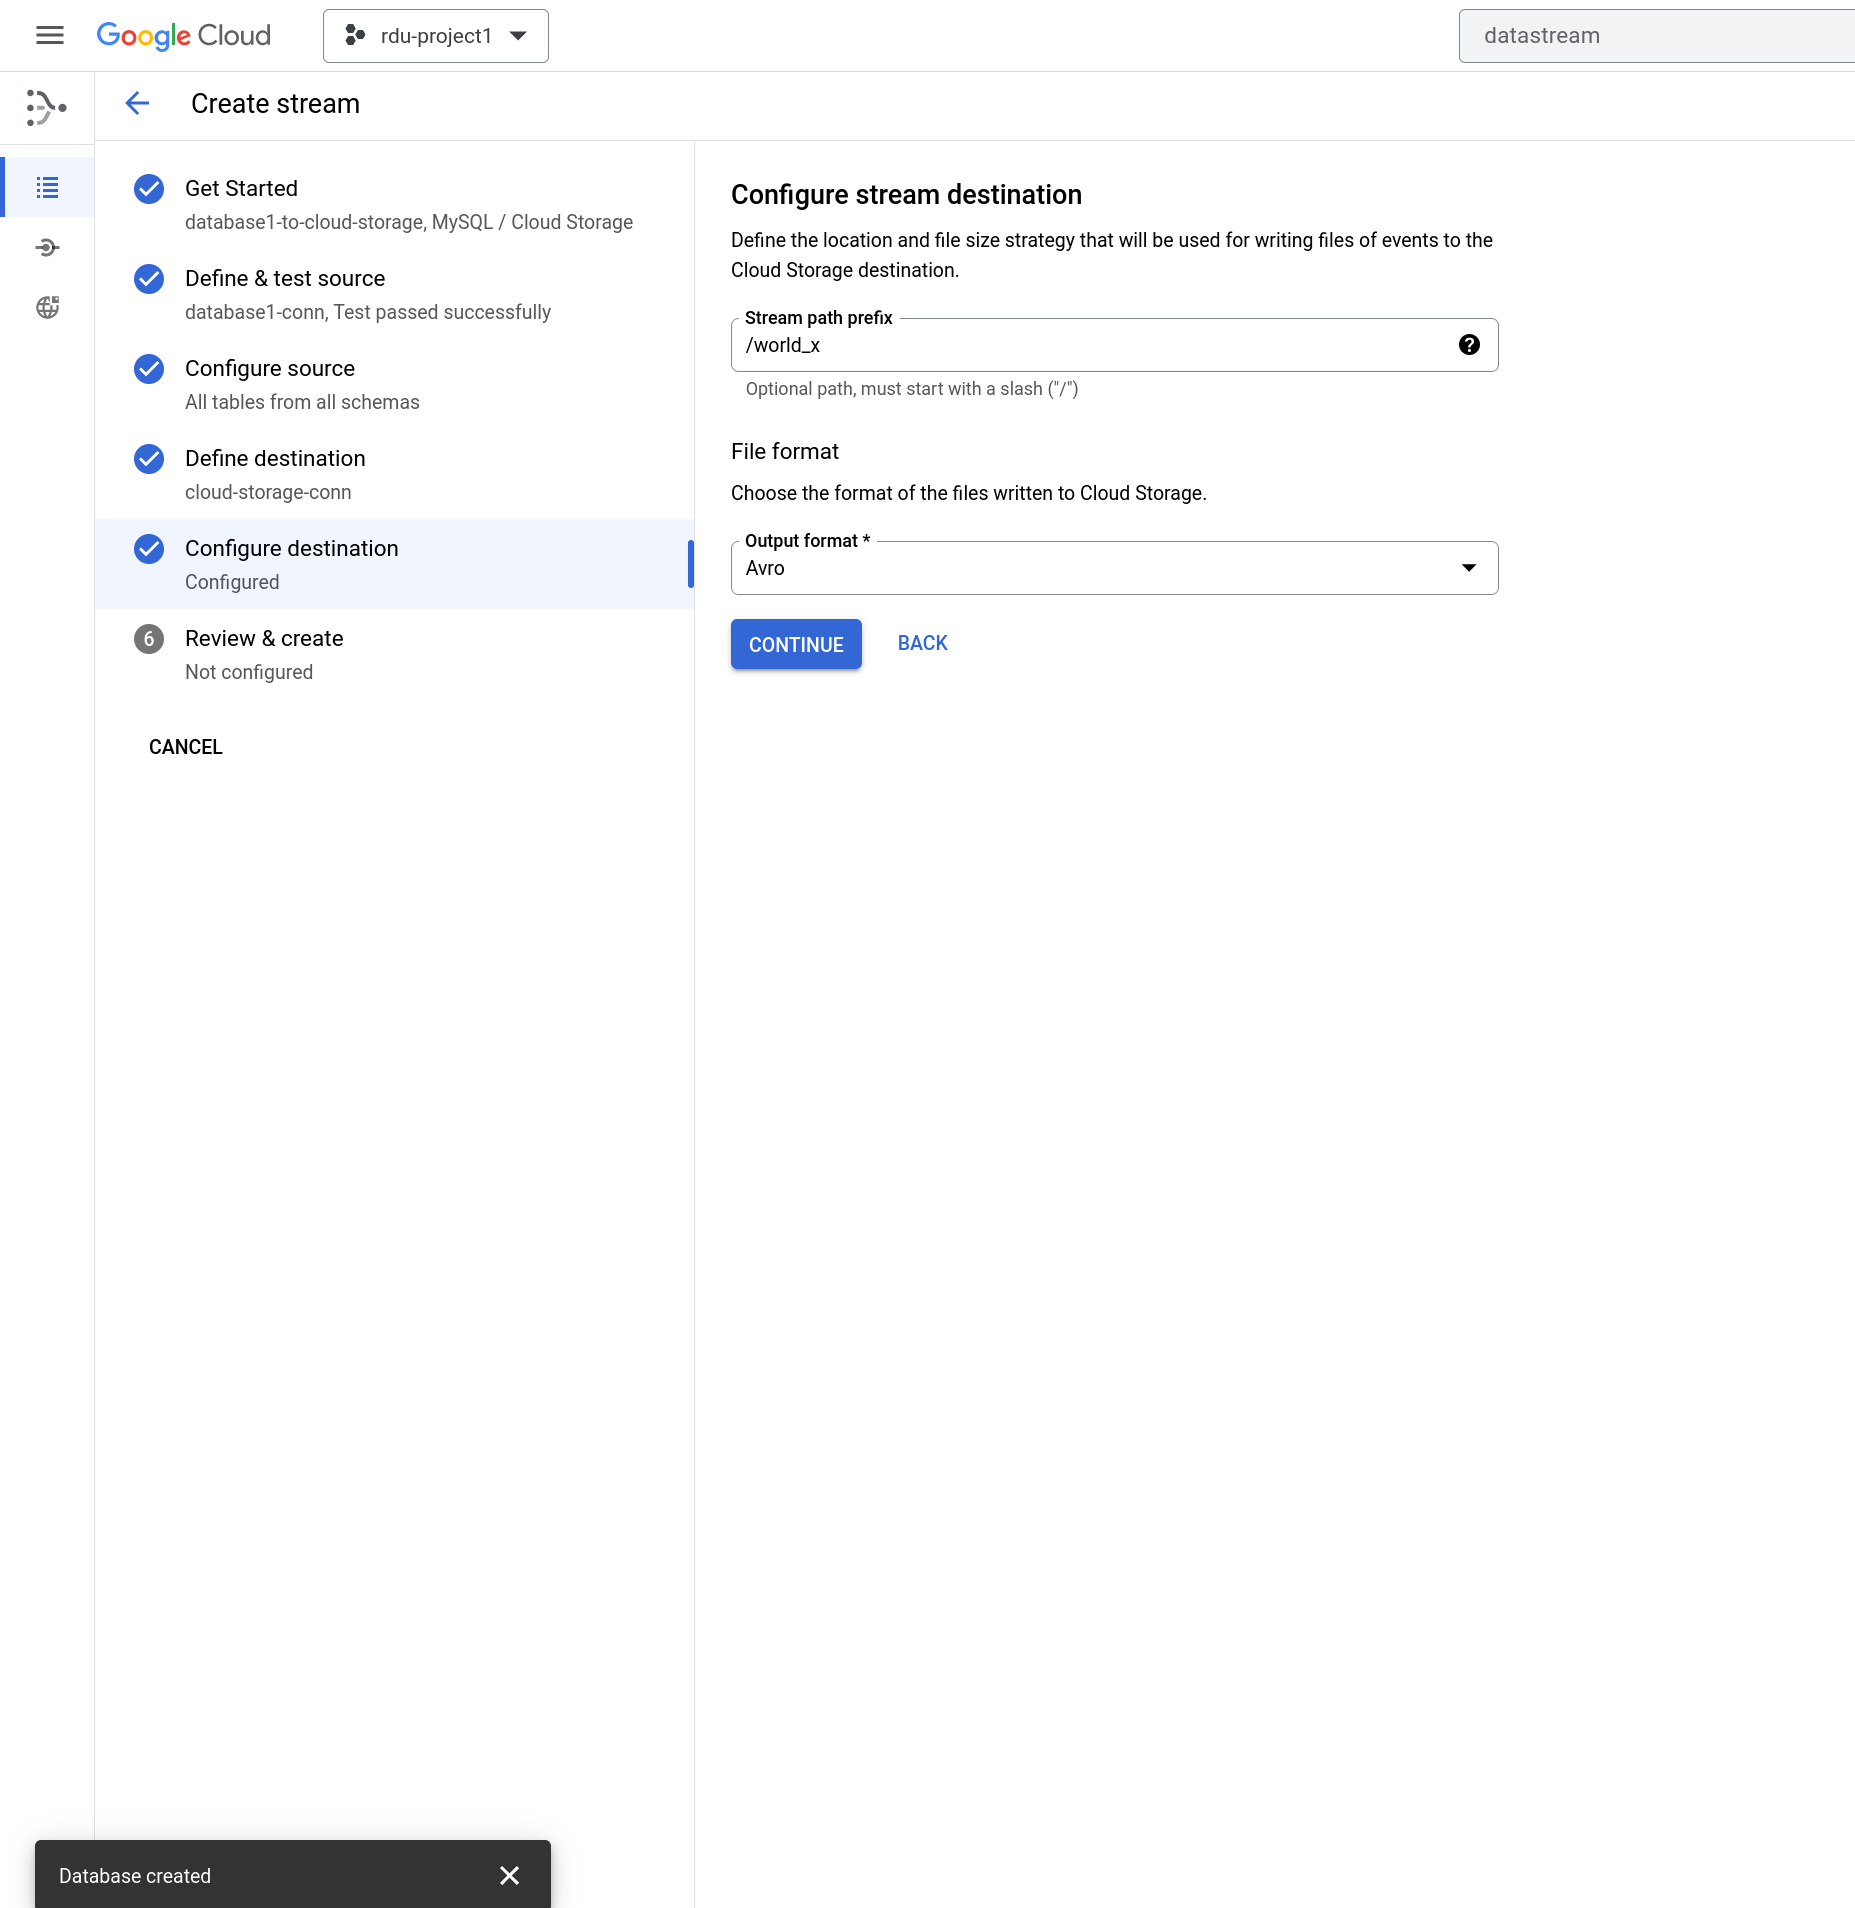 Google Cloud
rdu-project1
datastream
Create stream
Get Started
database1-to-cloud-storage, MySQL / Cloud Storage
Define & test source
database1-conn, Test passed successfully
Configure source
All tables from all schemas
Define destination
cloud-storage-conn
Configure destination
Configured
6
Review & create
Not configured
CANCEL
Configure stream destination
Define the location and file size strategy that will be used for writing files of events to the
Cloud Storage destination.
Stream path prefix
/world_x
Optional path, must start with a slash ("/")
File format
Choose the format of the files written to Cloud Storage.
Output format *
Avro
CONTINUE
BACK
Database created